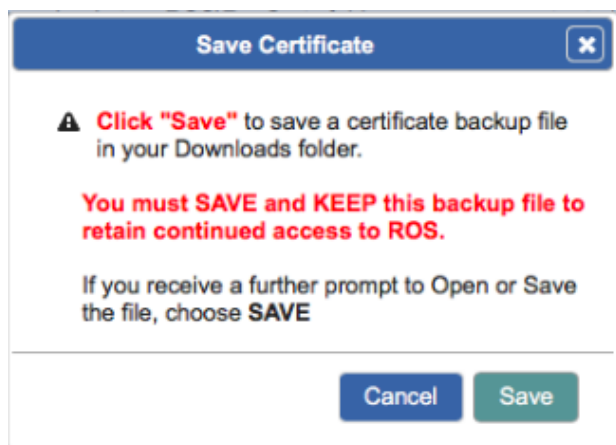 Save Certificate
Click "Save" to save a certificate backup file
in your Downloads folder.
You must SAVE and KEEP this backup file to
retain continued access to ROS.
If you receive a further prompt to Open or Save
the file, choose SAVE
Cancel Save